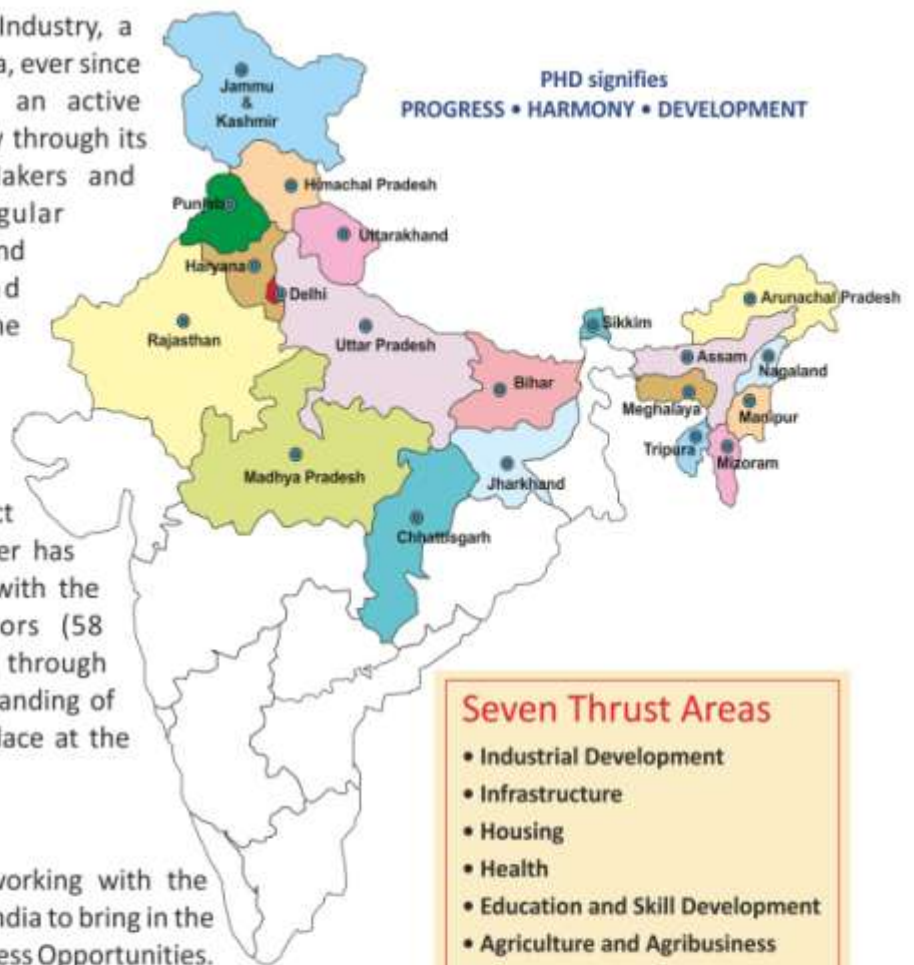 Industry, a
a, ever since
an active
through its
akers and
gular
nd
d
ne
ct
er has
with the
ors (58
through
anding of
lace at the
working with the
ndia to bring in the
ess Opportunities.
PHD signifies
PROGRESS • HARMONY • DEVELOPMENT
Jammu
&
Kashmir
Himachal Pradesh
Punjab
Uttarakhand
Haryana
Delhi
Rajasthan
Uttar Pradesh
Sikkim
Arunachal Pradesh
Assam
Nagaland
Bihar
Meghalaya
Manipur
Tripura
Mizoram
Madhya Pradesh
Jharkhand
Chhattisgarh
Seven Thrust Areas
• Industrial Development
• Infrastructure
• Housing
• Health
• Education and Skill Development
• Agriculture and Agribusiness